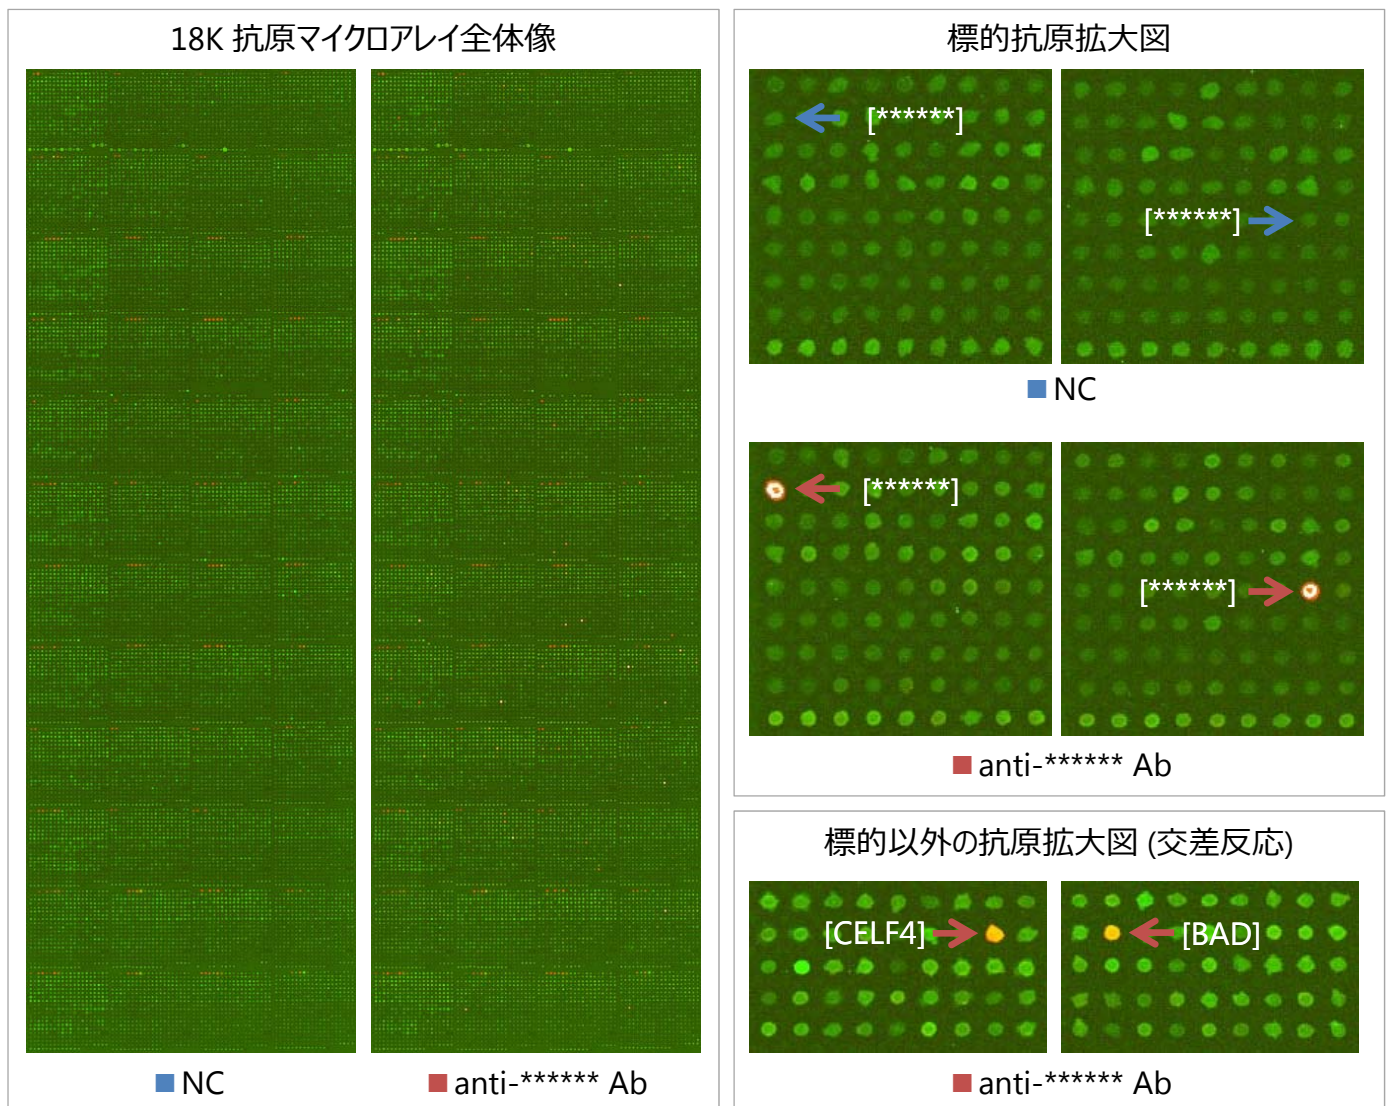 18K 抗原マイクロアレイ全体像
NC
anti-****** Ab
標的抗原拡大図
[******]
[******]
NC
[******]
[******]
anti-****** Ab
標的以外の抗原拡大図 (交差反応)
[CELF4]
[BAD]
anti-****** Ab